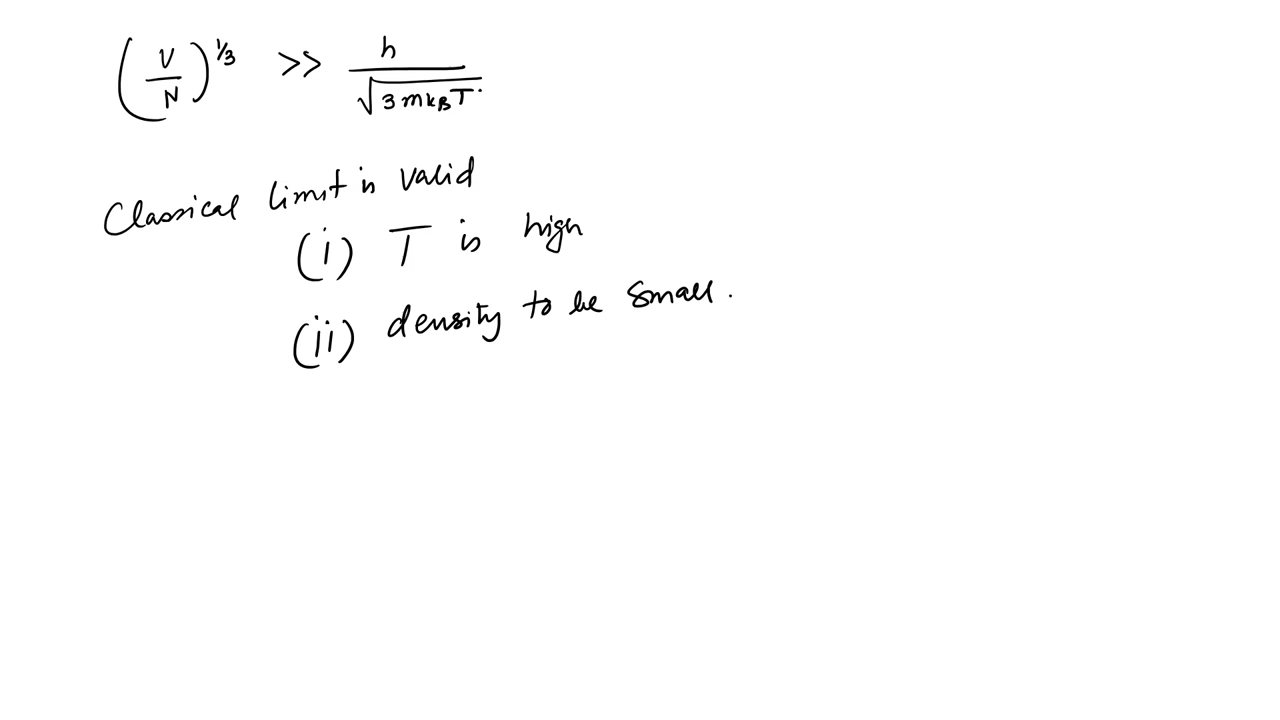 (V/N)^1/3 >> h/√3mk_BT
Classical limit is valid
(i) T is high
(ii) density to be small.